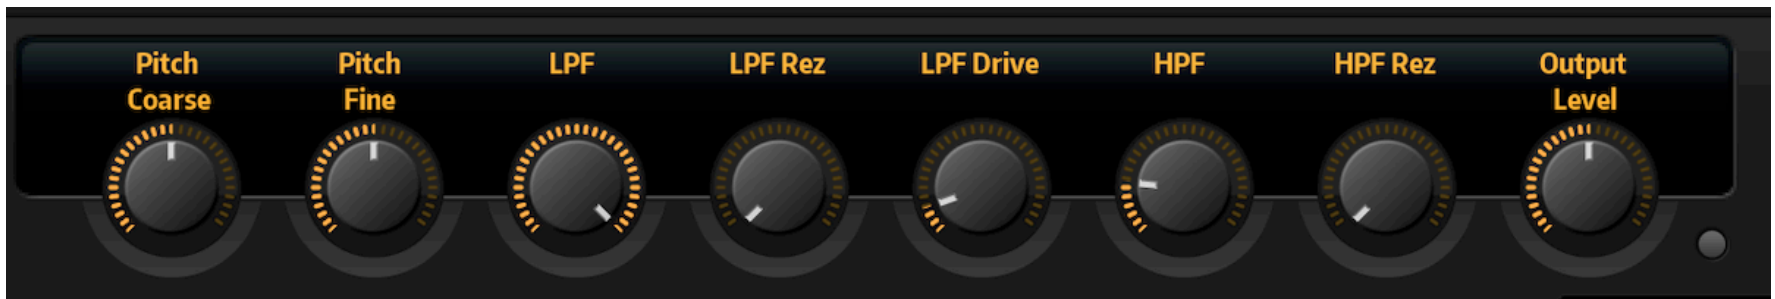 Pitch
Coarse
Pitch
Fine
LPF
LPF Rez
LPF Drive
HPF
HPF Rez
Output
Level